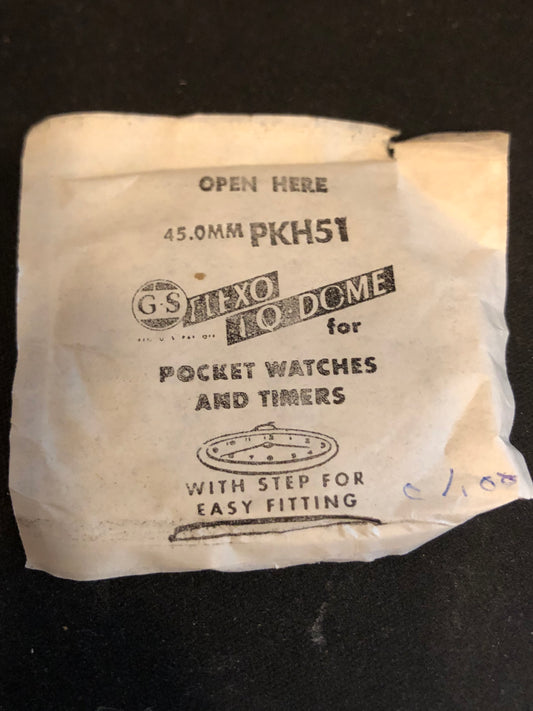 OPEN HERE
45.0MM PKH51
G-S FLEXO
LO-DOME
for
POCKET WATCHES
AND TIMERS
WITH STEP FOR
EASY FITTING